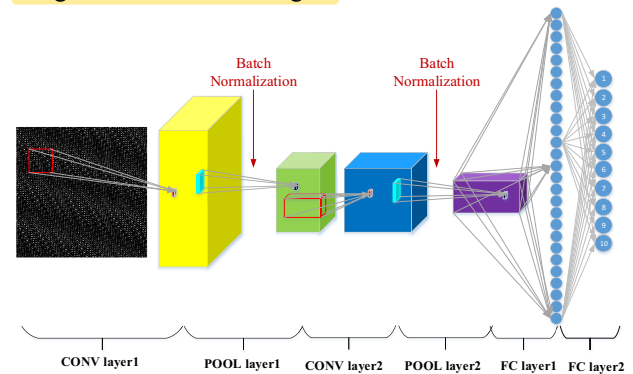 Batch
Normalization
Batch
Normalization
1
2
3
4
5
6
7
8
9
10
CONV layer1
POOL layer1
CONV layer2
POOL layer2
FC layer1
FC layer2